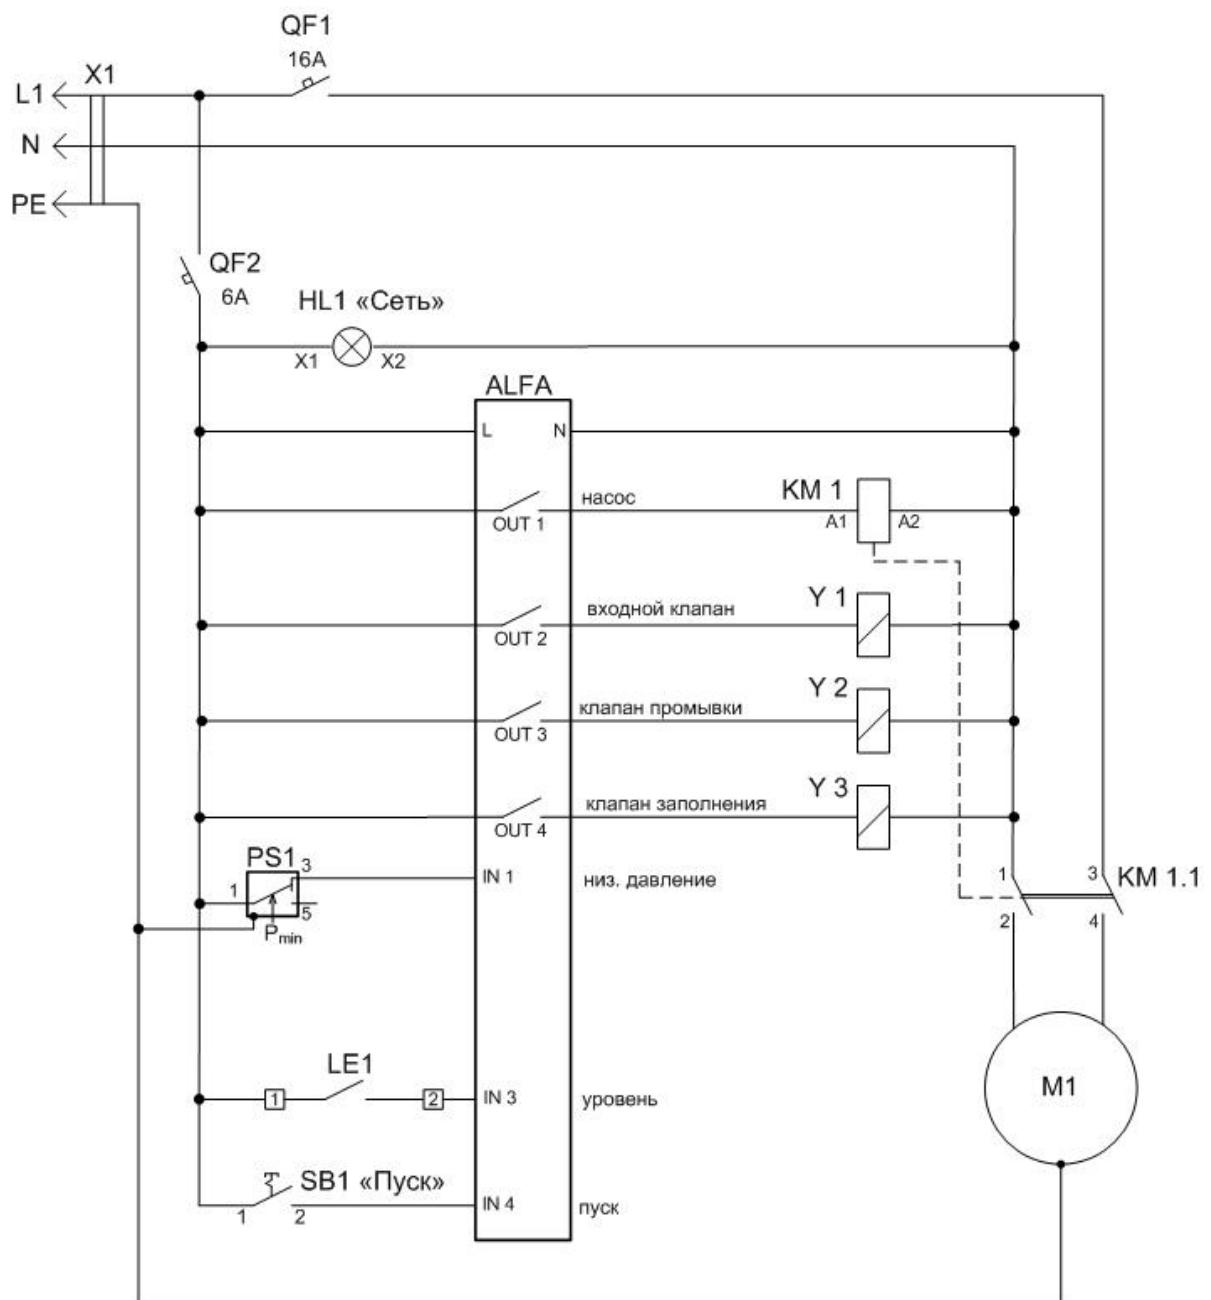 QF1
16A
X1
L1
N
PE
QF2
6A
HL1 «Сеть»
X1
X2
ALFA
L
N
насос
KM 1
OUT 1
A1
A2
входной клапан
Y 1
OUT 2
клапан промывки
Y 2
OUT 3
клапан заполнения
Y 3
OUT 4
PS1
3
1
5
Pmin
IN 1
низ. давление
1
3
KM 1.1
2
4
LE1
1
2
IN 3
уровень
M1
SB1 «Пуск»
1
2
IN 4
пуск